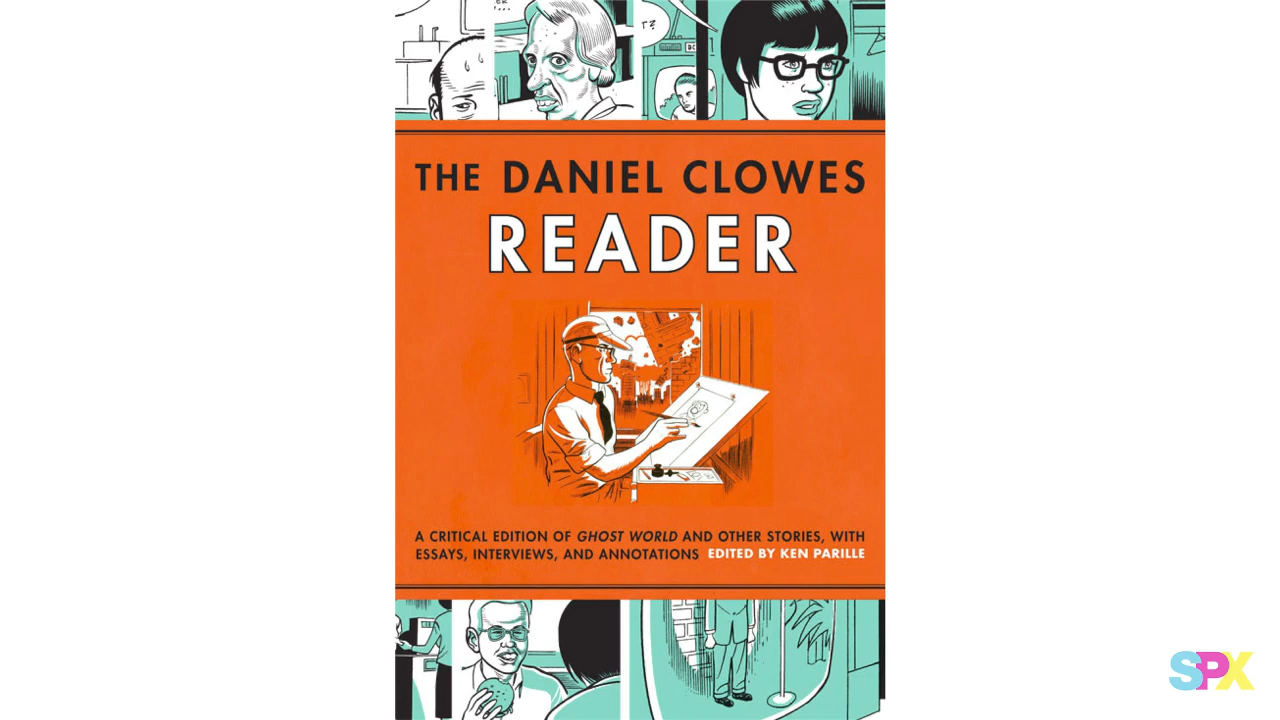 THE DANIEL CLOWES
READER
A CRITICAL EDITION OF GHOST WORLD AND OTHER STORIES, WITH
ESSAYS, INTERVIEWS, AND ANNOTATIONS EDITED BY KEN PARILLE
SPX